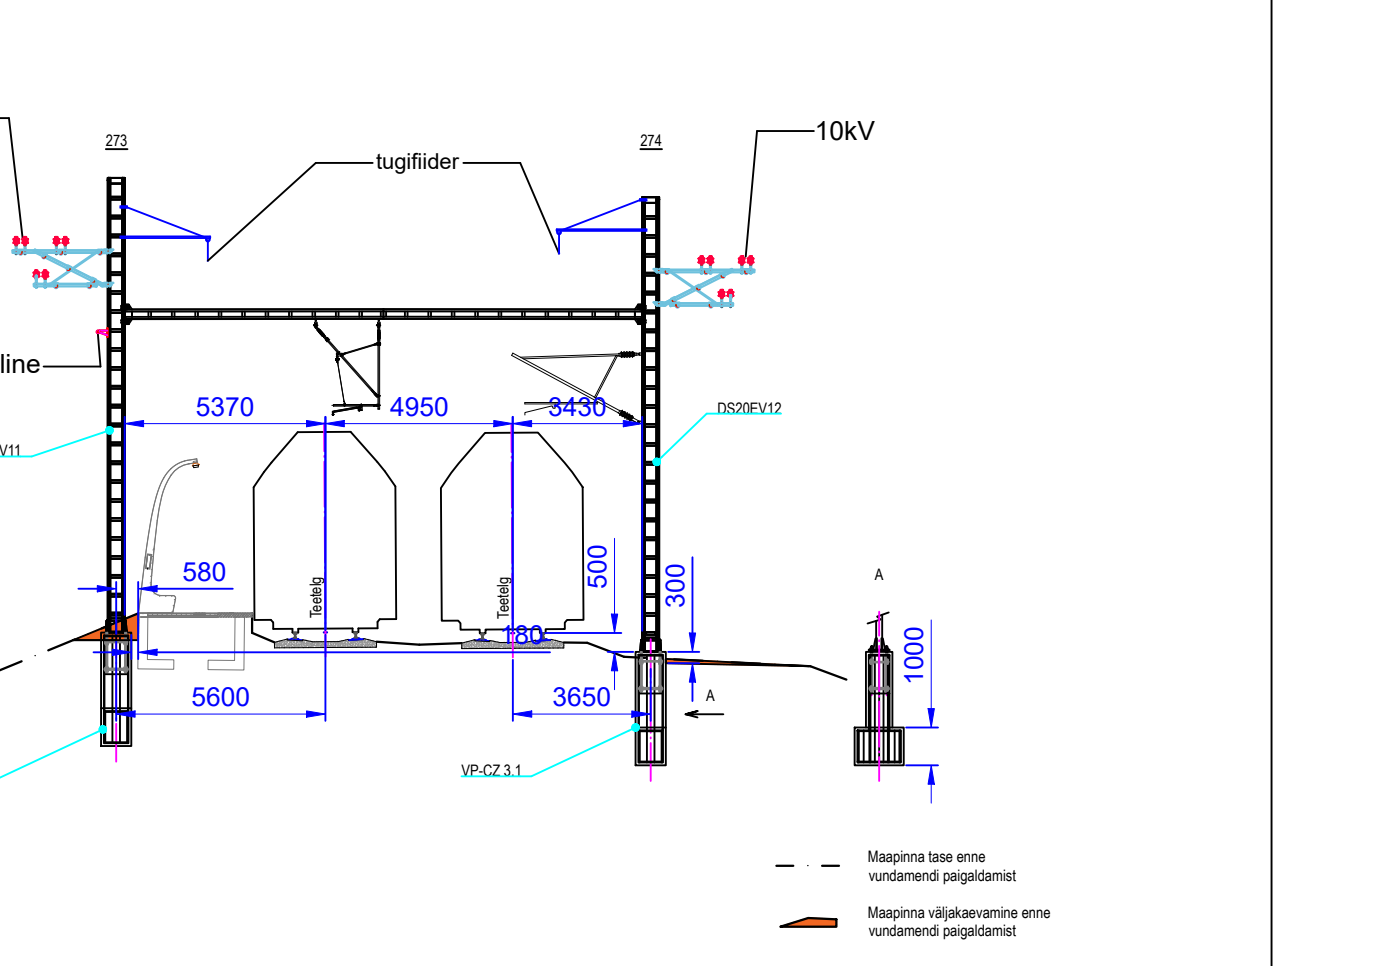 273
274
10kV
tugifiider
line
5370
4950
3430
DS20EV12
V11
580
Teetelg
Teetelg
500
300
180
A
1000
5600
3650
A
VP-CZ 3.1
Maapinna tase enne
vundamendi paigaldamist
Maapinna väljakaevamine enne
vundamendi paigaldamist